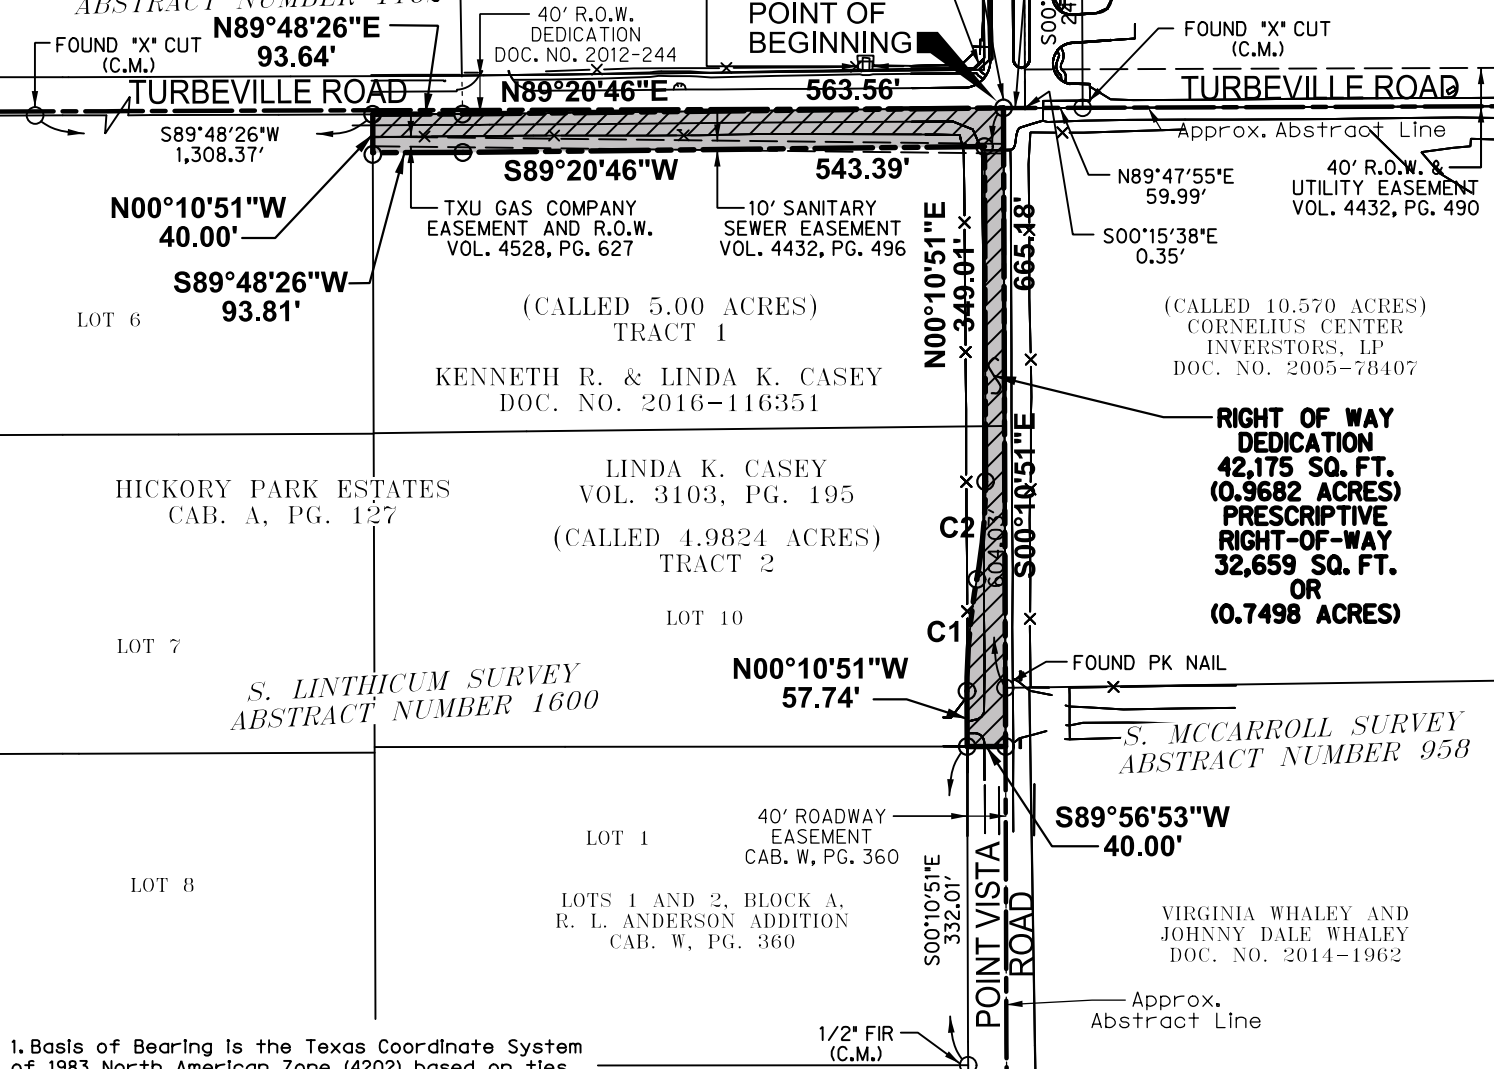 N89°48'26"E
93.64'
FOUND "X" CUT
(C.M.)
40' R.O.W.
DEDICATION
DOC. NO. 2012-244
POINT OF
BEGINNING
FOUND "X" CUT
(C.M.)
TURBEVILLE ROAD
N89°20'46"E
563.56'
TURBEVILLE ROAD
S89°48'26"W
1,308.37'
Approx. Abstract Line
S89°20'46"W
543.39'
N89°47'55"E
59.99'
40' R.O.W. &
UTILITY EASEMENT
VOL. 4432, PG. 490
N00°10'51"W
40.00'
TXU GAS COMPANY
EASEMENT AND R.O.W.
VOL. 4528, PG. 627
10' SANITARY
SEWER EASEMENT
VOL. 4432, PG. 496
S00°15'38"E
0.35'
S89°48'26"W
93.81'
N00°10'51"E
349.01'
665.18'
S00°10'51"E
LOT 6
(CALLED 5.00 ACRES)
TRACT 1
KENNETH R. & LINDA K. CASEY
DOC. NO. 2016-116351
(CALLED 10.570 ACRES)
CORNELIUS CENTER
INVERSTORS, LP
DOC. NO. 2005-78407
RIGHT OF WAY
DEDICATION
42,175 SQ. FT.
(0.9682 ACRES)
PRESCRIPTIVE
RIGHT-OF-WAY
32,659 SQ. FT.
OR
(0.7498 ACRES)
HICKORY PARK ESTATES
CAB. A, PG. 127
LINDA K. CASEY
VOL. 3103, PG. 195
(CALLED 4.9824 ACRES)
TRACT 2
C2
LOT 10
C1
LOT 7
S. LINTHICUM SURVEY
ABSTRACT NUMBER 1600
N00°10'51"W
57.74'
FOUND PK NAIL
S. MCCARROLL SURVEY
ABSTRACT NUMBER 958
40' ROADWAY
EASEMENT
CAB. W, PG. 360
S89°56'53"W
40.00'
LOT 1
LOT 8
LOTS 1 AND 2, BLOCK A,
R. L. ANDERSON ADDITION
CAB. W, PG. 360
S00°10'51"E
332.01'
POINT VISTA
ROAD
VIRGINIA WHALEY AND
JOHNNY DALE WHALEY
DOC. NO. 2014-1962
Approx.
Abstract Line
1/2" FIR
(C.M.)
1. Basis of Bearing is the Texas Coordinate System
of 1983 North American Zone (4202) based on ties